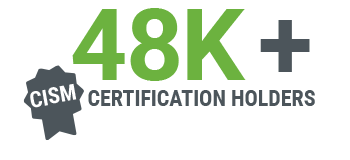 48K +
CISM
CERTIFICATION HOLDERS